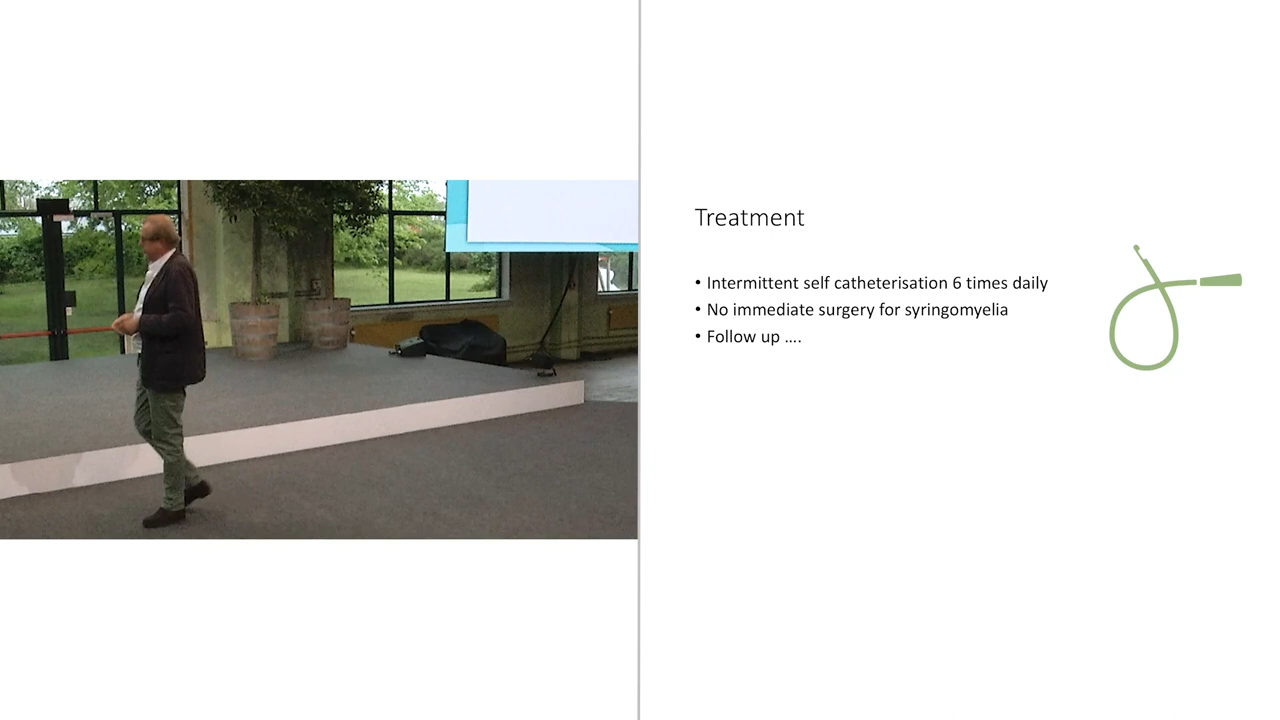 Treatment
• Intermittent self catheterisation 6 times daily
• No immediate surgery for syringomyelia
• Follow up ....